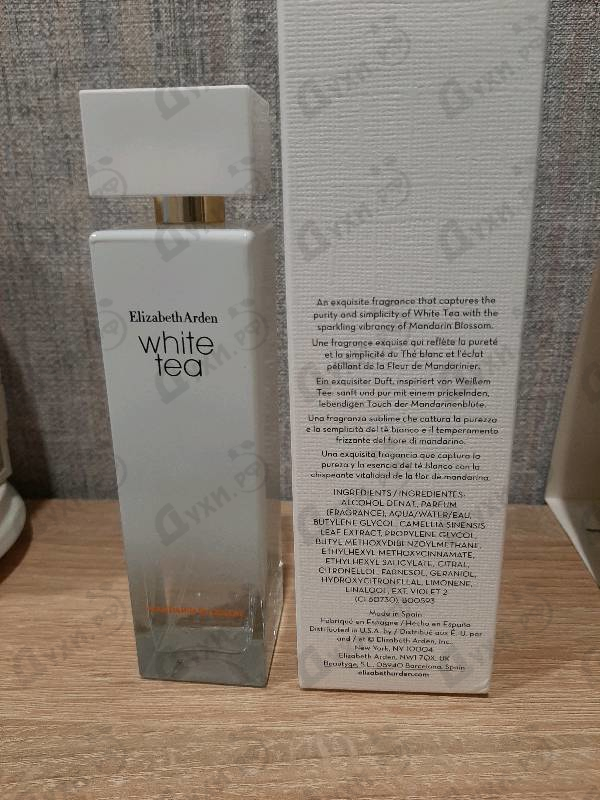 Elizabeth Arden
white
tea
An exquisite fragrance that captures the
purity and simplicity of White Tea with the
sparkling vibrancy of Mandarin Blossom.
Une fragrance exquise qui reflète la pureté
et la simplicité du Thé blanc et l'éclat
pétillant de la Fleur de Mandarinier.
Ein exquisiter Duft, inspiriert von Weißem
Tee: sanft und pur mit einem prickelnden,
lebendigen Touch der Mandarinenblüte.
Una fragranza sublime che cattura la purezza
e la semplicità del tè bianco e il temperamento
frizzante del fiore di mandarino.
Una exquisita fragancia que captura la
pureza y la esencia del té blanco con la
chispeante vitalidad de la flor de mandarina.
INGREDIENTS / INGRÉDIENTES:
ALCOHOL DENAT., PARFUM
(FRAGRANCE), AQUA/WATER/EAU,
BUTYLENE GLYCOL, CAMELLIA SINENSIS
LEAF EXTRACT, PROPYLENE GLYCOL,
BUTYL METHOXYDIBENZOYLMETHANE,
ETHYLHEXYL METHOXYCINNAMATE,
ETHYLHEXYL SALICYLATE, CITRAL,
CITRONELLOL, FARNESOL, GERANIOL,
HYDROXYCITRONELLAL, LIMONENE,
LINALOOL, EXT. VIOLET 2
(CI 60730). 800593
Made in Spain
Fabriqué en Espagne / Hecho en España
Distributed in U.S.A. by / Distribué aux É. U. par
and / et © Elizabeth Arden, Inc.
New York, NY 10004
Elizabeth Arden, NW1 7QX, UK
Beautyge, S.L., 08940 Barcelona, Spain
elizabetharden.com
духи.рф